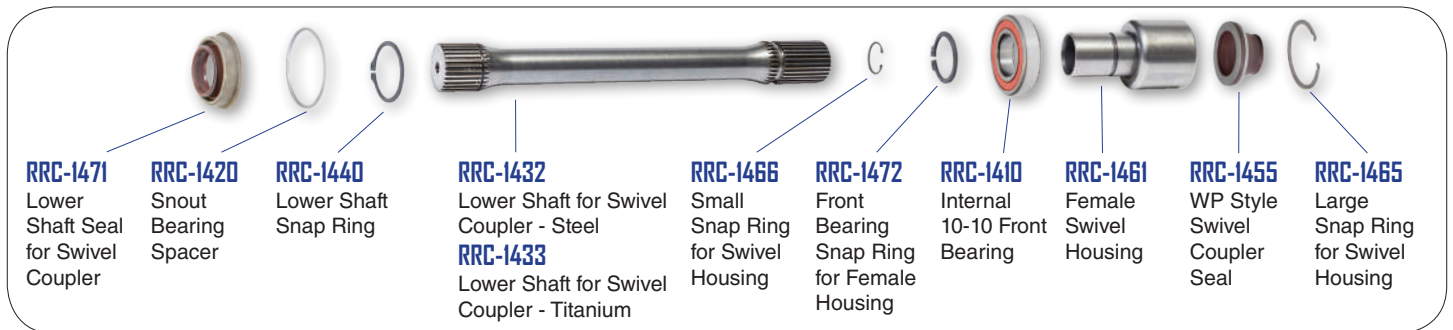 RRC-1471
Lower
Shaft Seal
for Swivel
Coupler
RRC-1420
Snout
Bearing
Spacer
RRC-1440
Lower Shaft
Snap Ring
RRC-1432
Lower Shaft for Swivel
Coupler - Steel
RRC-1433
Lower Shaft for Swivel
Coupler - Titanium
RRC-1466
Small
Snap Ring
for Swivel
Housing
RRC-1472
Front
Bearing
Snap Ring
for Female
Housing
RRC-1410
Internal
10-10 Front
Bearing
RRC-1461
Female
Swivel
Housing
RRC-1455
WP Style
Swivel
Coupler
Seal
RRC-1465
Large
Snap Ring
for Swivel
Housing